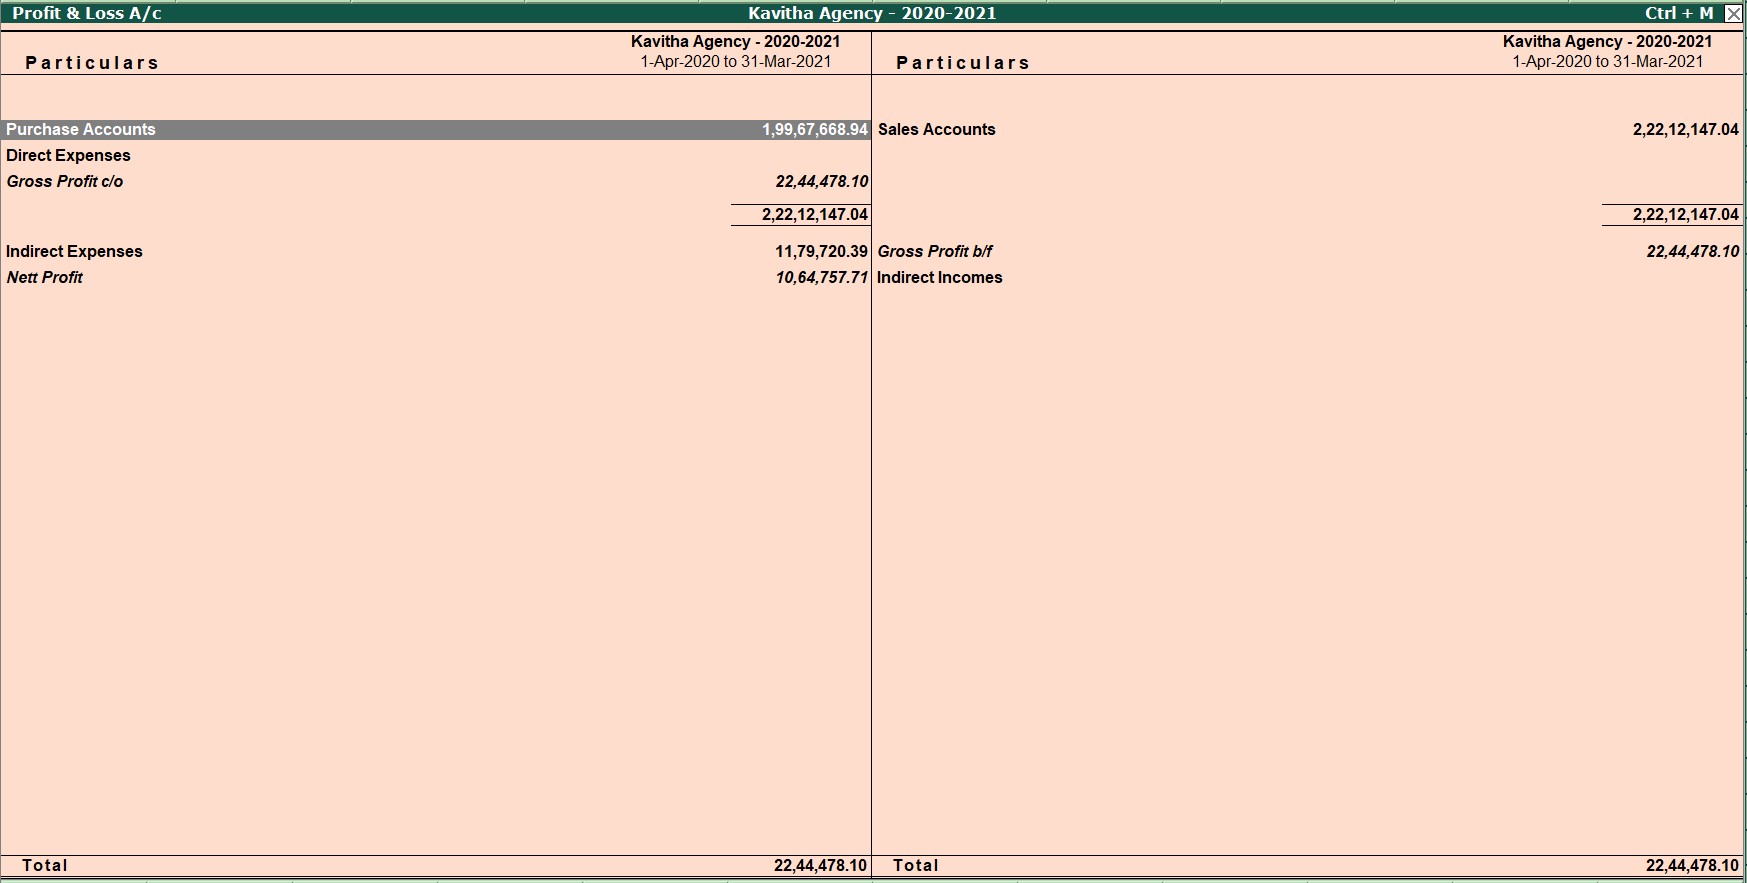 Profit & Loss A/c Kavitha Agency - 2020-2021 Ctrl + M
Kavitha Agency - 2020-2021 Kavitha Agency - 2020-2021
Particulars 1-Apr-2020 to 31-Mar-2021 Particulars 1-Apr-2020 to 31-Mar-2021
Purchase Accounts 1,99,67,668.94 Sales Accounts 2,22,12,147.04
Direct Expenses
Gross Profit c/o 22,44,478.10
2,22,12,147.04 2,22,12,147.04
Indirect Expenses 11,79,720.39 Gross Profit b/f 22,44,478.10
Nett Profit 10,64,757.71 Indirect Incomes
Total 22,44,478.10 Total 22,44,478.10